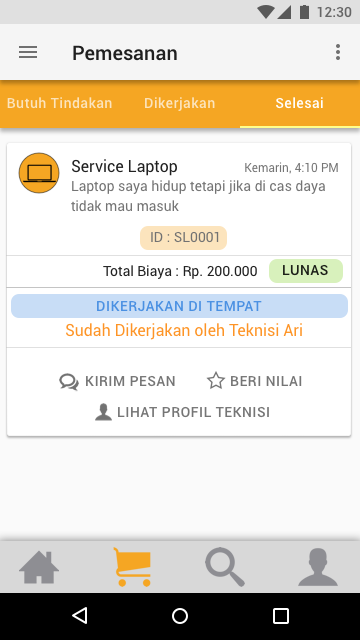 12:30
Pemesanan
Butuh Tindakan
Dikerjakan
Selesai
Service Laptop
Kemarin, 4:10 PM
Laptop saya hidup tetapi jika di cas daya
tidak mau masuk
ID : SL0001
Total Biaya : Rp. 200.000
LUNAS
DIKERJAKAN DI TEMPAT
Sudah Dikerjakan oleh Teknisi Ari
KIRIM PESAN
BERI NILAI
LIHAT PROFIL TEKNISI